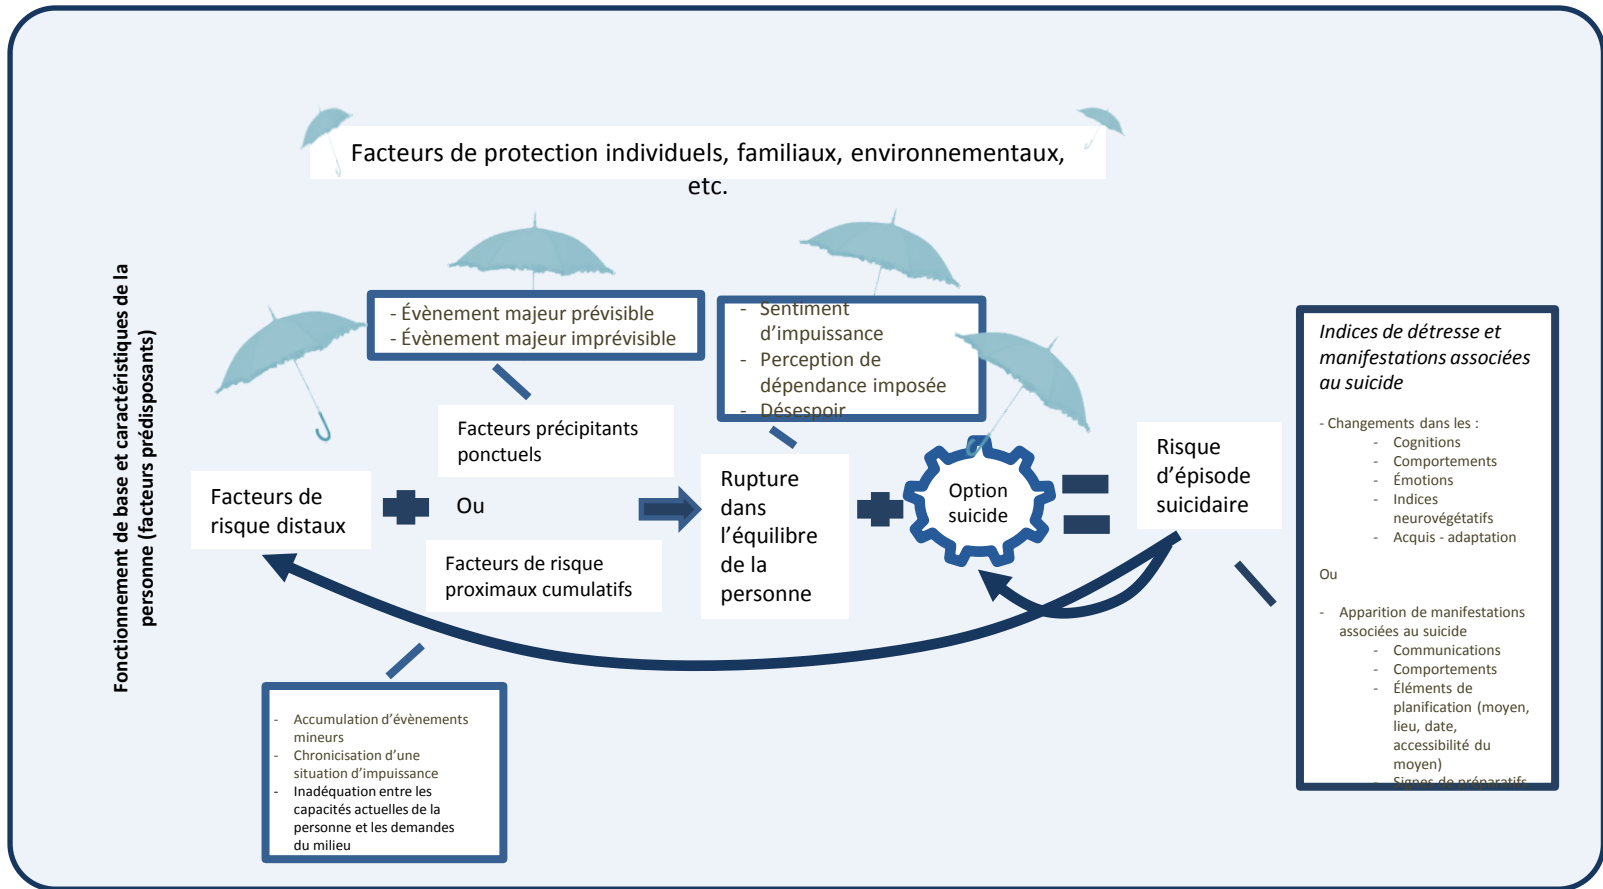 Facteurs de protection individuels, familiaux, environnementaux,
etc.
Fonctionnement de base et caractéristiques de la
personne (facteurs prédisposants)
- Évènement majeur prévisible
- Évènement majeur imprévisible
- Sentiment
d’impuissance
- Perception de
dépendance imposée
- Désespoir
Facteurs de
risque distaux
Facteurs précipitants
ponctuels
Ou
Facteurs de risque
proximaux cumulatifs
Rupture
dans
l’équilibre
de la
personne
Option
suicide
Risque
d’épisode
suicidaire
- Accumulation d’évènements
mineurs
- Chronicisation d’une
situation d’impuissance
- Inadéquation entre les
capacités actuelles de la
personne et les demandes
du milieu
Indices de détresse et
manifestations associées
au suicide
- Changements dans les :
- Cognitions
- Comportements
- Émotions
- Indices
neurovégétatifs
- Acquis - adaptation
Ou
- Apparition de manifestations
associées au suicide
- Communications
- Comportements
- Éléments de
planification (moyen,
lieu, date,
accessibilité du
moyen)
- Signes de préparatifs